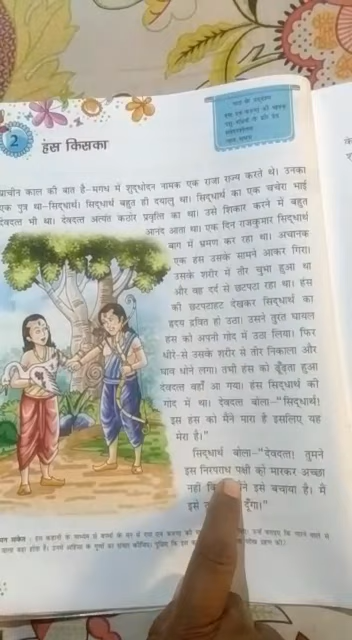 2
हंस किसका
प्राचीन काल की बात है–मगध में शुद्धोदन नामक एक राजा राज्य करते थे। उनका
एक पुत्र था–सिद्धार्थ। सिद्धार्थ बहुत ही दयालु था। सिद्धार्थ का एक चचेरा भाई
देवदत्त भी था। देवदत्त अत्यंत कठोर प्रवृत्ति का था। उसे शिकार करने में बहुत
आनंद आता था। एक दिन राजकुमार सिद्धार्थ
बाग में भ्रमण कर रहा था। अचानक
एक हंस उसके सामने आकर गिरा।
उसके शरीर में तीर चुभा हुआ था
और वह दर्द से छटपटा रहा था। हंस
की छटपटाहट देखकर सिद्धार्थ का
हृदय द्रवित हो उठा। उसने तुरंत घायल
हंस को अपनी गोद में उठा लिया। फिर
धीरे-से उसके शरीर से तीर निकाला और
घाव धोने लगा। तभी हंस को ढूँढता हुआ
देवदत्त वहाँ आ गया। हंस सिद्धार्थ की
गोद में था। देवदत्त बोला–"सिद्धार्थ!
इस हंस को मैंने मारा है इसलिए यह
मेरा है।"
सिद्धार्थ बोला–"देवदत्त! तुमने
इस निरपराध पक्षी को मारकर अच्छा
नहीं इसे बचाया है। मैं
इसे दूँगा।"